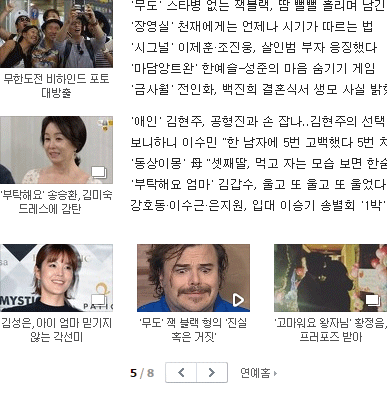 '무도' 스타병 없는 잭블랙, 땀 뻘뻘 흘리며 남긴
'장영실' 천재에게는 언제나 시기가 따르는 법
'시그널' 이제훈·조진웅, 살인범 부자 응징했다
'마담앙트완' 한예슬-성준의 마음 숨기기 게임
'금사월' 전인화, 백진희 결혼식서 생모 사실 밝혀
무한도전 비하인드 포토
대방출
'애인' 김현주, 공형진과 손 잡나..김현주의 선택
보니하니 이수민 "한 남자에 5번 고백했다 5번 차
'동상이몽' 母 "셋째딸, 먹고 자는 모습 보면 한숨
'부탁해요 엄마' 김갑수, 울고 또 울고 또 울었다
강호동·이수근·은지원, 입대 이승기 송별회 '1박'
'부탁해요' 송승환,김미숙
드레스에 감탄
MYSTIC
PATIO
김성은,아이 엄마 믿기지
않는 각선미
'무도' 잭 블랙 형의 '진실
혹은 거짓'
'고마워요 왕자님' 황정음,
프러포즈 받아
5 / 8
연예홈